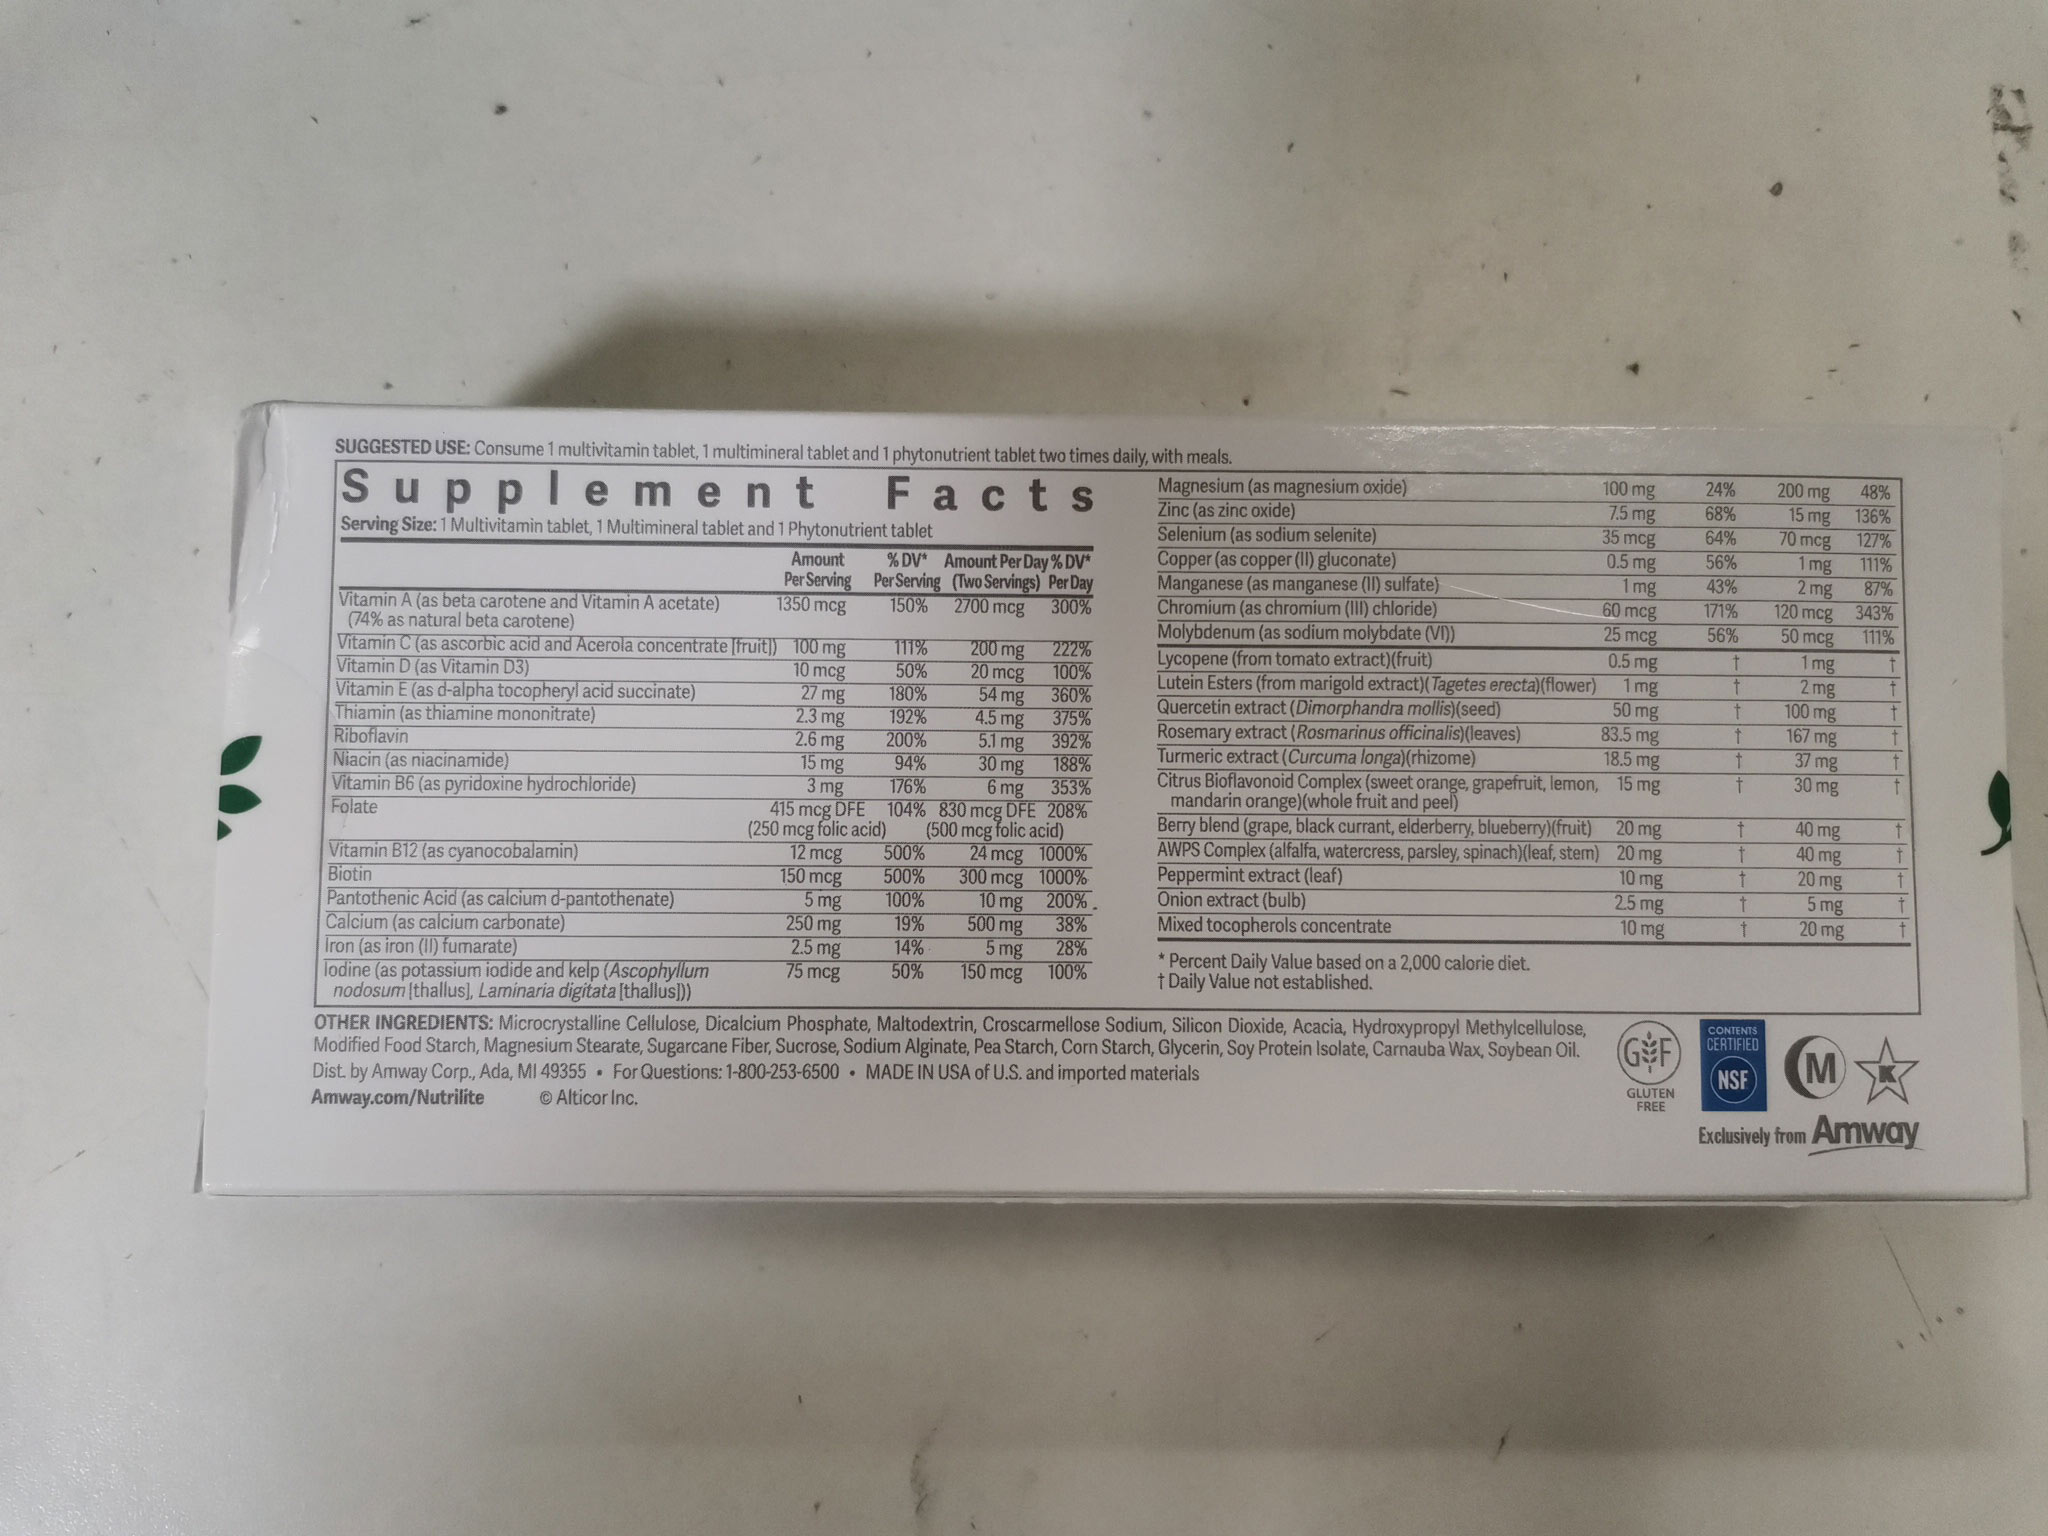 SUGGESTED USE: Consume 1 multivitamin tablet, 1 multimineral tablet and 1 phytonutrient tablet two times daily, with meals.
Supplement Facts
Serving Size: 1 Multivitamin tablet, 1 Multimineral tablet and 1 Phytonutrient tablet
Amount % DV* Amount Per Day % DV*
Per Serving Per Serving (Two Servings) Per Day
Vitamin A (as beta carotene and Vitamin A acetate) 1350 mcg 150% 2700 mcg 300%
(74% as natural beta carotene)
Vitamin C (as ascorbic acid and Acerola concentrate [fruit]) 100 mg 111% 200 mg 222%
Vitamin D (as Vitamin D3) 10 mcg 50% 20 mcg 100%
Vitamin E (as d-alpha tocopheryl acid succinate) 27 mg 180% 54 mg 360%
Thiamin (as thiamine mononitrate) 2.3 mg 192% 4.5 mg 375%
Riboflavin 2.6 mg 200% 5.1 mg 392%
Niacin (as niacinamide) 15 mg 94% 30 mg 188%
Vitamin B6 (as pyridoxine hydrochloride) 3 mg 176% 6 mg 353%
Folate 415 mcg DFE 104% 830 mcg DFE 208%
(250 mcg folic acid) (500 mcg folic acid)
Vitamin B12 (as cyanocobalamin) 12 mcg 500% 24 mcg 1000%
Biotin 150 mcg 500% 300 mcg 1000%
Pantothenic Acid (as calcium d-pantothenate) 5 mg 100% 10 mg 200%
Calcium (as calcium carbonate) 250 mg 19% 500 mg 38%
Iron (as iron (II) fumarate) 2.5 mg 14% 5 mg 28%
Iodine (as potassium iodide and kelp (Ascophyllum 75 mcg 50% 150 mcg 100%
nodosum [thallus], Laminaria digitata [thallus]))
Magnesium (as magnesium oxide) 100 mg 24% 200 mg 48%
Zinc (as zinc oxide) 7.5 mg 68% 15 mg 136%
Selenium (as sodium selenite) 35 mcg 64% 70 mcg 127%
Copper (as copper (II) gluconate) 0.5 mg 56% 1 mg 111%
Manganese (as manganese (II) sulfate) 1 mg 43% 2 mg 87%
Chromium (as chromium (III) chloride) 60 mcg 171% 120 mcg 343%
Molybdenum (as sodium molybdate (VI)) 25 mcg 56% 50 mcg 111%
Lycopene (from tomato extract)(fruit) 0.5 mg † 1 mg †
Lutein Esters (from marigold extract)(Tagetes erecta)(flower) 1 mg † 2 mg †
Quercetin extract (Dimorphandra mollis)(seed) 50 mg † 100 mg †
Rosemary extract (Rosmarinus officinalis)(leaves) 83.5 mg † 167 mg †
Turmeric extract (Curcuma longa)(rhizome) 18.5 mg † 37 mg †
Citrus Bioflavonoid Complex (sweet orange, grapefruit, lemon, 15 mg † 30 mg †
mandarin orange)(whole fruit and peel)
Berry blend (grape, black currant, elderberry, blueberry)(fruit) 20 mg † 40 mg †
AWPS Complex (alfalfa, watercress, parsley, spinach)(leaf, stem) 20 mg † 40 mg †
Peppermint extract (leaf) 10 mg † 20 mg †
Onion extract (bulb) 2.5 mg † 5 mg †
Mixed tocopherols concentrate 10 mg † 20 mg †
* Percent Daily Value based on a 2,000 calorie diet.
† Daily Value not established.
OTHER INGREDIENTS: Microcrystalline Cellulose, Dicalcium Phosphate, Maltodextrin, Croscarmellose Sodium, Silicon Dioxide, Acacia, Hydroxypropyl Methylcellulose,
Modified Food Starch, Magnesium Stearate, Sugarcane Fiber, Sucrose, Sodium Alginate, Pea Starch, Corn Starch, Glycerin, Soy Protein Isolate, Carnauba Wax, Soybean Oil.
Dist. by Amway Corp., Ada, MI 49355 • For Questions: 1-800-253-6500 • MADE IN USA of U.S. and imported materials
Amway.com/Nutrilite © Alticor Inc.
GF
GLUTEN
FREE
CONTENTS
CERTIFIED
NSF
M
K
Exclusively from Amway